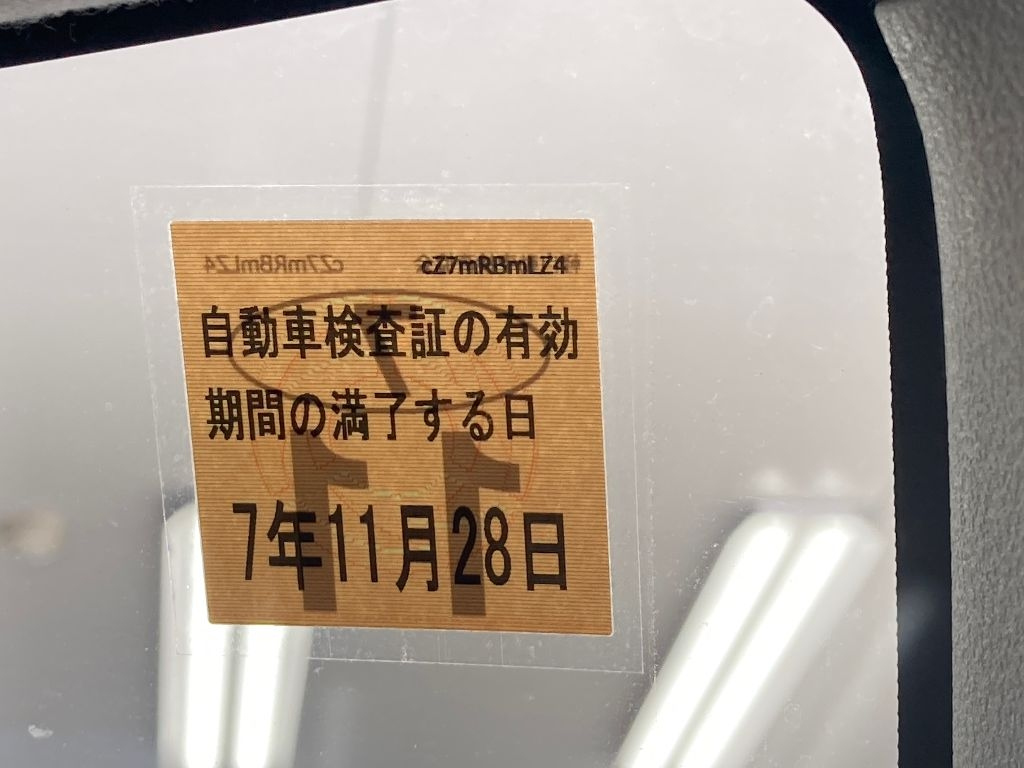 cZ7mRBmLZ4
自動車検査証の有効
期間の満了する日
7年11月28日